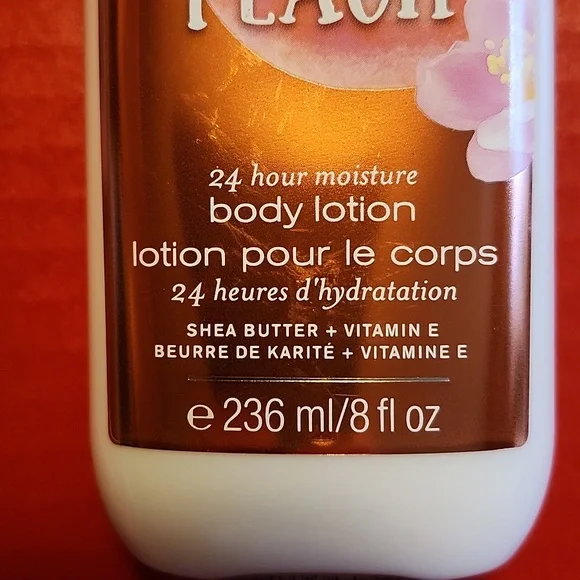 PEACH
24 hour moisture
body lotion
lotion pour le corps
24 heures d'hydratation
SHEA BUTTER + VITAMIN E
BEURRE DE KARITÉ + VITAMINE E
e 236 ml/8 fl oz